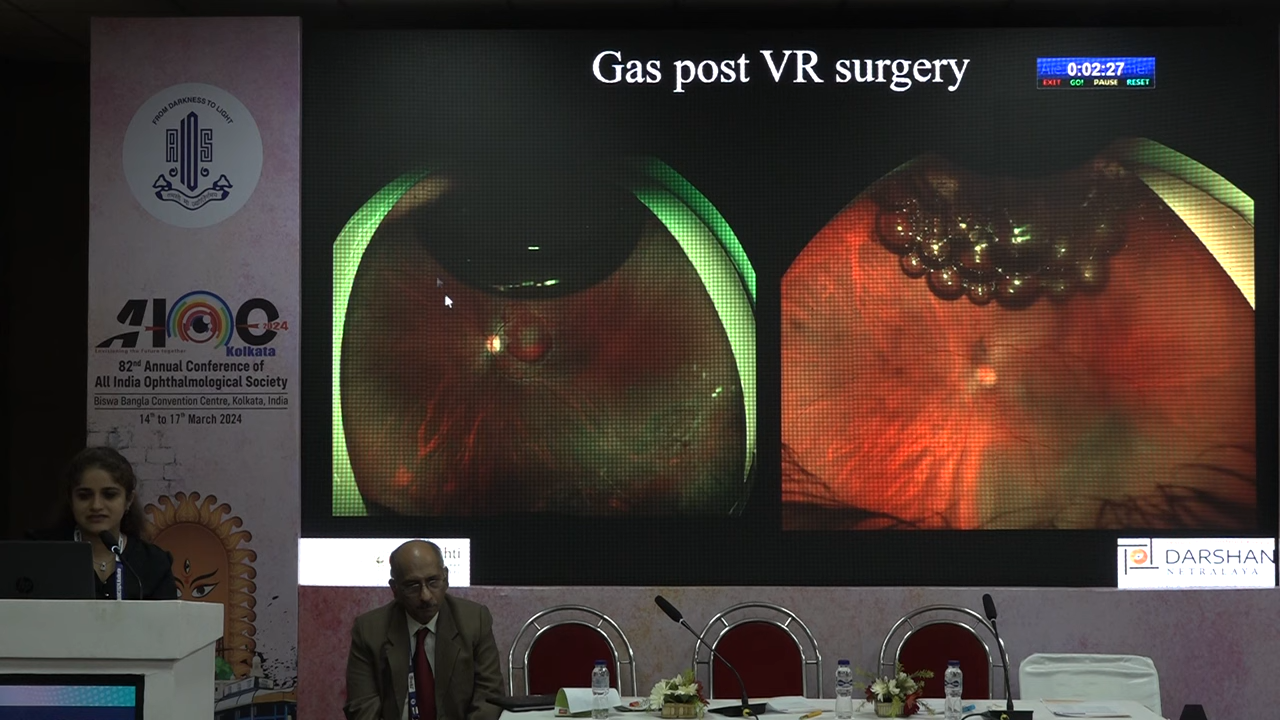 Gas post VR surgery
0:02:27
EXIT GO! PAUSE RESET
FROM DARKNESS TO LIGHT
AIOS
AIOC 2024
Kolkata
82nd Annual Conference of
All India Ophthalmological Society
Biswa Bangla Convention Centre, Kolkata, India
14th to 17th March 2024
DARSHAN
NETRALAYA
hp